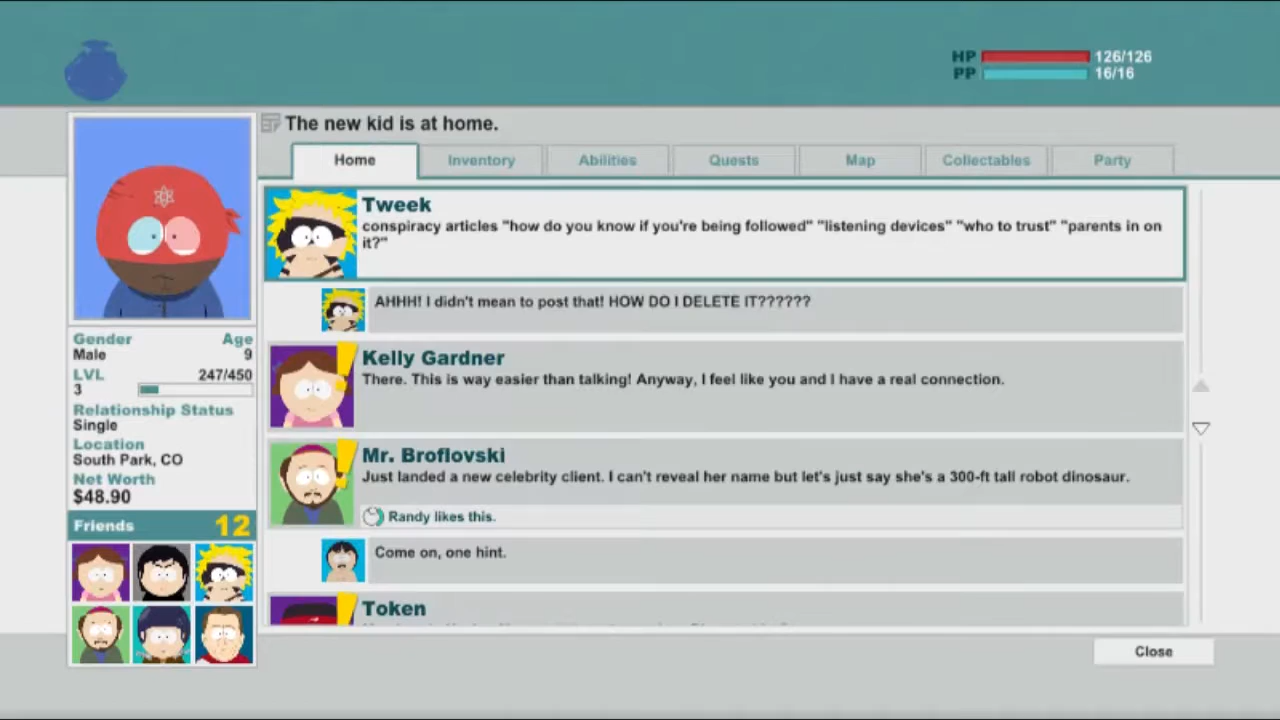 HP 126/126
PP 16/16
The new kid is at home.
Home Inventory Abilities Quests Map Collectables Party
Gender Age
Male 9
LVL 247/450
3
Relationship Status
Single
Location
South Park, CO
Net Worth
$48.90
Friends 12
Tweek
conspiracy articles "how do you know if you're being followed" "listening devices" "who to trust" "parents in on
it?"
AHHH! I didn't mean to post that! HOW DO I DELETE IT??????
Kelly Gardner
There. This is way easier than talking! Anyway, I feel like you and I have a real connection.
Mr. Broflovski
Just landed a new celebrity client. I can't reveal her name but let's just say she's a 300-ft tall robot dinosaur.
Randy likes this.
Come on, one hint.
Token
Close